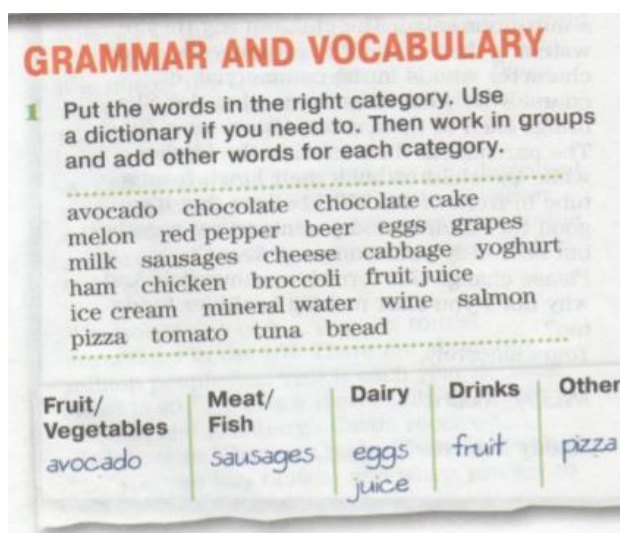 GRAMMAR AND VOCABULARY
1 Put the words in the right category. Use
a dictionary if you need to. Then work in groups
and add other words for each category.
avocado chocolate chocolate cake
melon red pepper beer eggs grapes
milk sausages cheese cabbage yoghurt
ham chicken broccoli fruit juice
ice cream mineral water wine salmon
pizza tomato tuna bread
Fruit/ Meat/ Dairy Drinks Other
Vegetables Fish
avocado sausages eggs fruit pizza
juice